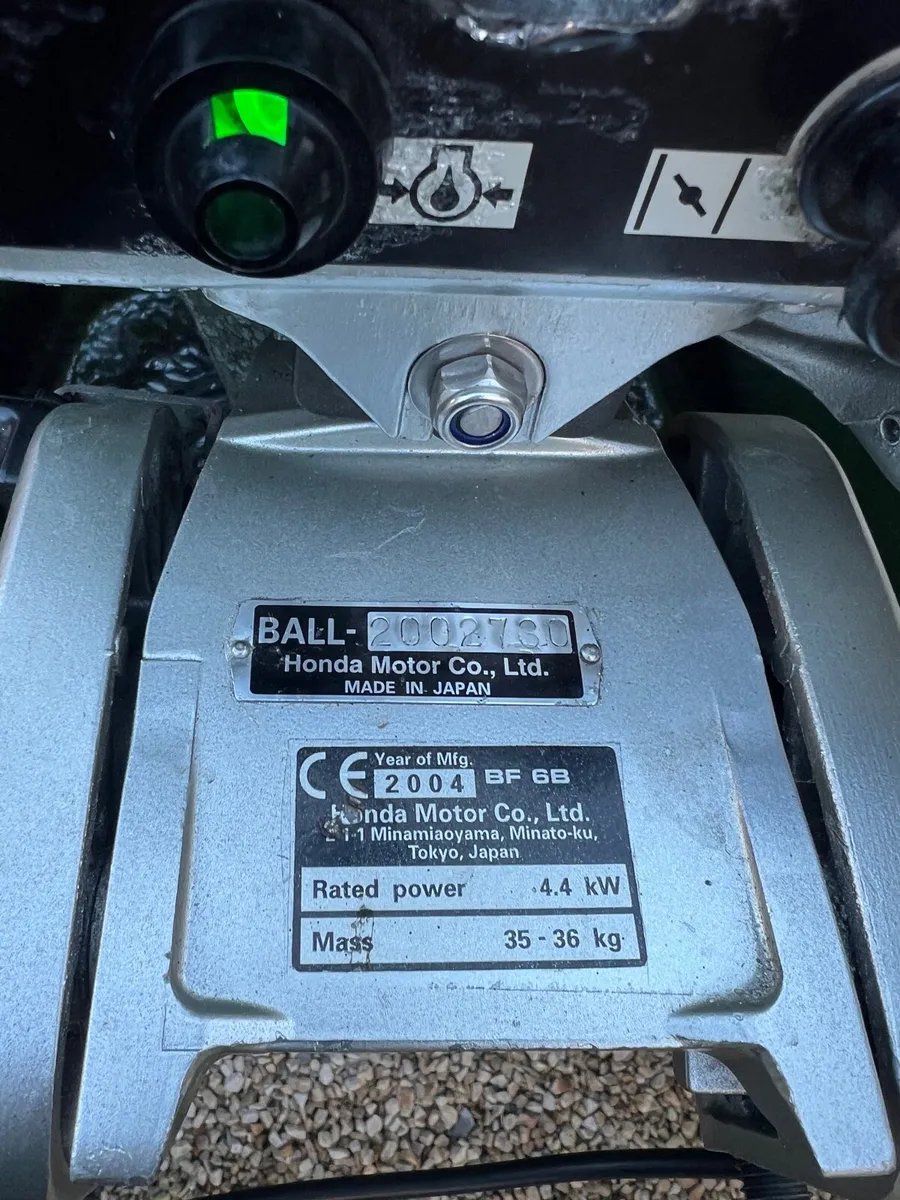 BALL-2002730
Honda Motor Co., Ltd.
MADE IN JAPAN
CE Year of Mfg.
2004 BF 6B
Honda Motor Co., Ltd.
2-1-1 Minamiaoyama, Minato-ku,
Tokyo, Japan
Rated power 4.4 kW
Mass 35 - 36 kg